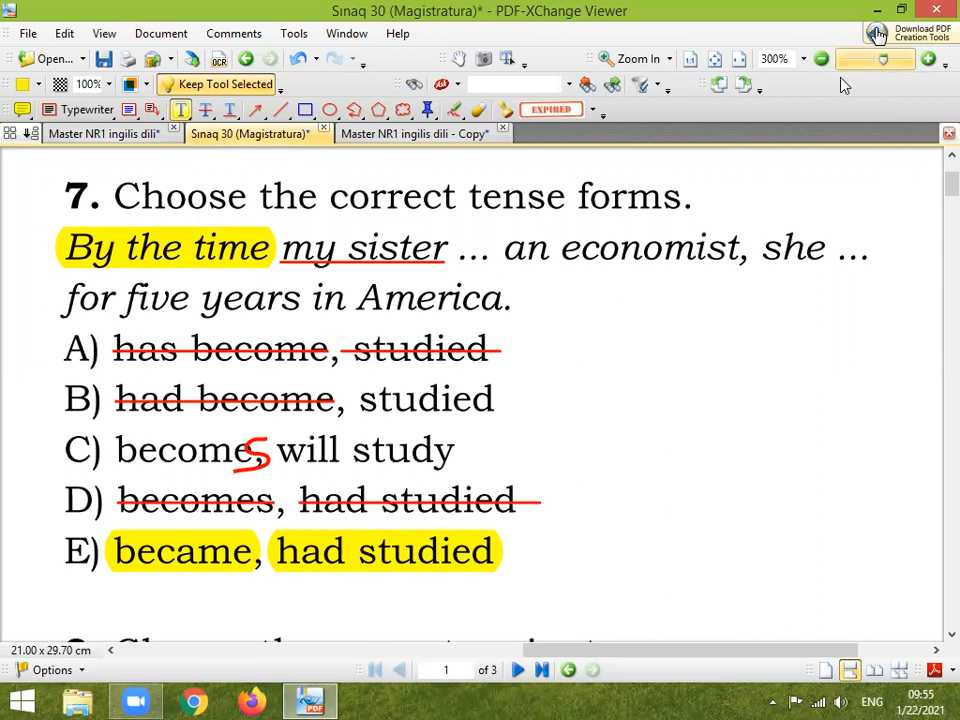 Sınaq 30 (Magistratura)* - PDF-XChange Viewer
File Edit View Document Comments Tools Window Help
Download PDF Creation Tools
Open... OCR Zoom In 300%
100% Keep Tool Selected
Typewriter EXPIRED
Master NR1 ingilis dili* Sınaq 30 (Magistratura)* Master NR1 ingilis dili - Copy*
7. Choose the correct tense forms.
By the time my sister ... an economist, she ...
for five years in America.
A) has become, studied
B) had become, studied
C) become, will study
s
D) becomes, had studied
E) became, had studied
21.00 x 29.70 cm
Options 1 of 3
ENG 09:55
1/22/2021